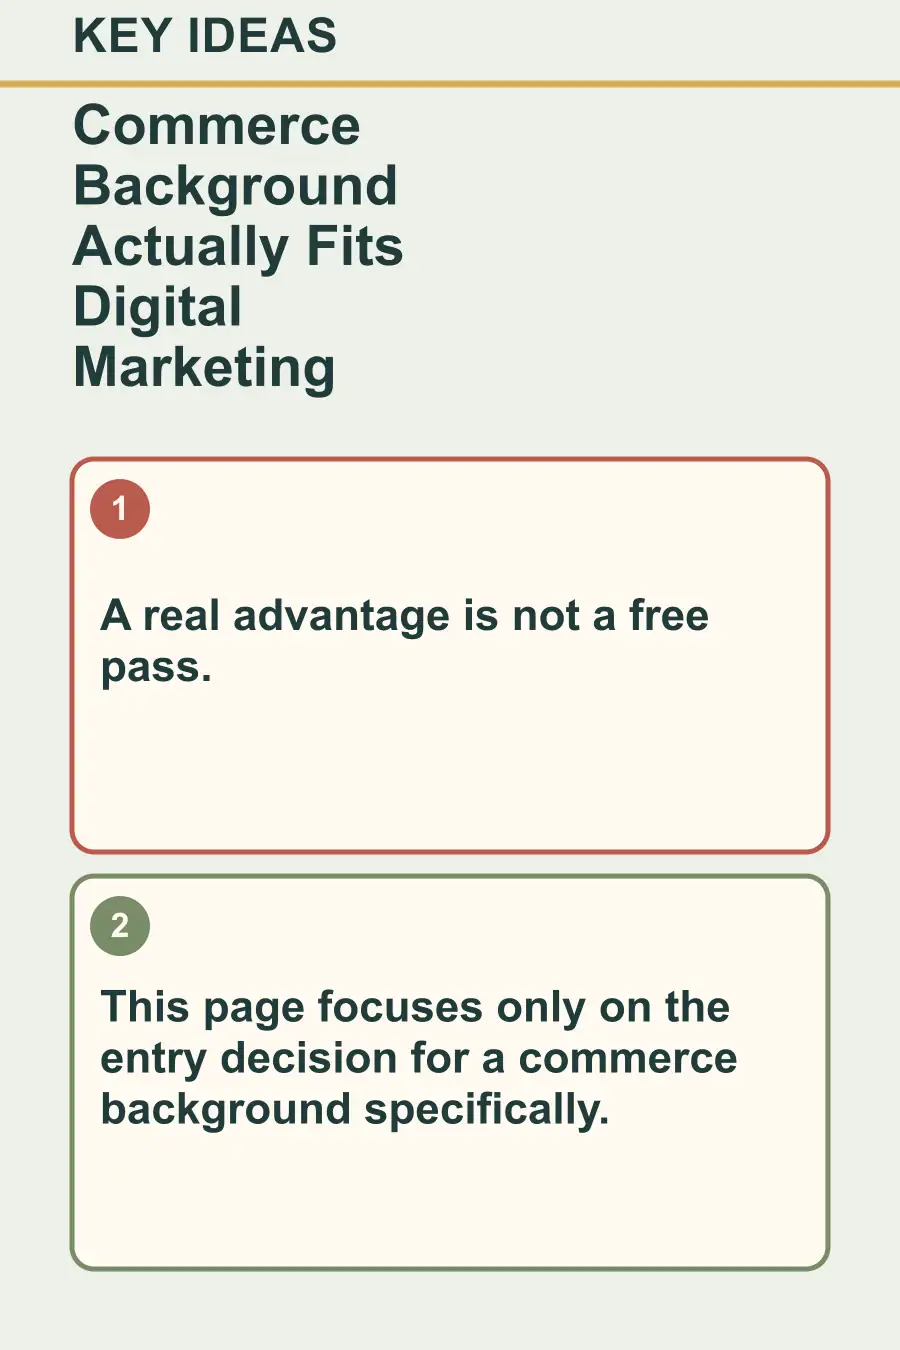 KEY IDEAS
Commerce
Background
Actually Fits
Digital
Marketing
1
A real advantage is not a free
pass.
2
This page focuses only on the
entry decision for a commerce
background specifically.